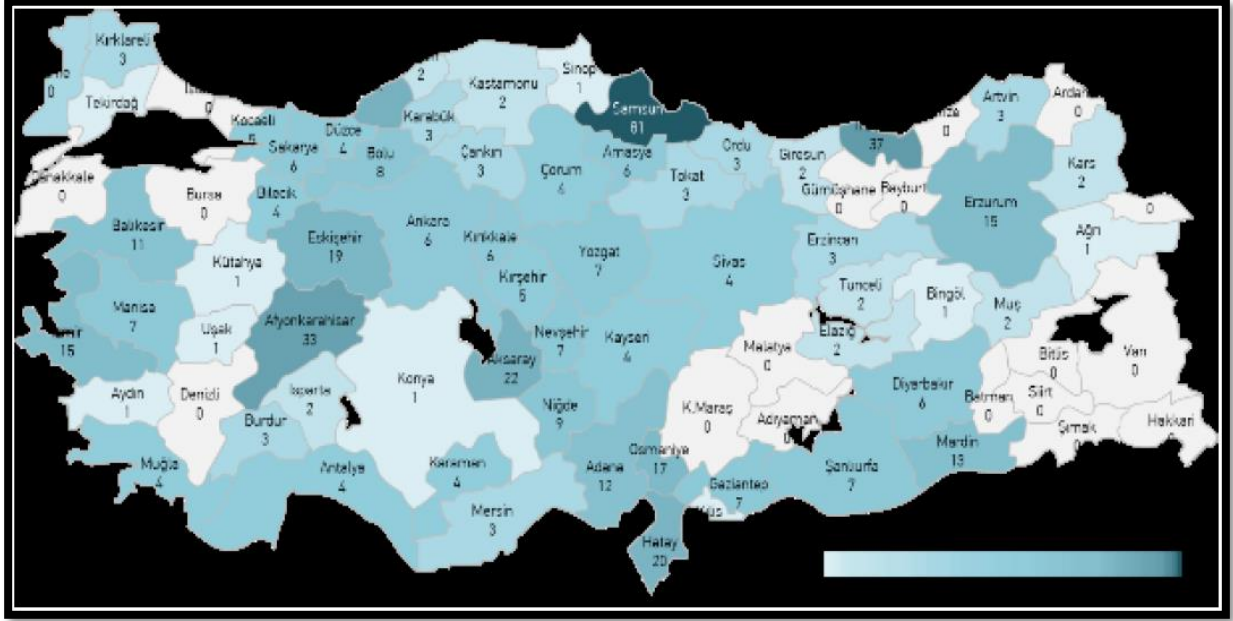 Kırklareli
3
0
Tekirdağ
0
Kocaeli
5
Sakarya
6
Düzce
4
Bolu
8
2
Karabük
3
Kastamonu
2
Sinop
1
Samsun
81
Çankırı
3
Çorum
4
Amasya
6
Ordu
3
Tokat
3
Giresun
2
37
0
Artvin
3
0
Kars
2
Gümüşhane
0
Bayburt
0
Erzurum
15
0
Ağrı
1
Çanakkale
0
Balıkesir
11
Bursa
0
Bilecik
4
Eskişehir
19
Ankara
6
Kırıkkale
6
Kırşehir
5
Yozgat
7
Sivas
4
Erzincan
3
Tunceli
2
Bingöl
1
Muş
2
Elazığ
2
Kütahya
1
Manisa
7
Uşak
1
Afyonkarahisar
33
15
Aydın
1
Denizli
0
Isparta
2
Burdur
3
Konya
1
Aksaray
22
Nevşehir
7
Kayseri
4
Niğde
9
Malatya
0
K.Maraş
0
Adıyaman
0
Diyarbakır
6
Batman
0
Bitlis
0
Siirt
0
Van
0
Şırnak
0
Hakkari
0
Mardin
13
Şanlıurfa
7
Gaziantep
7
Kilis
Osmaniye
17
Adana
12
Hatay
20
Mersin
3
Karaman
4
Antalya
4
Muğla
4